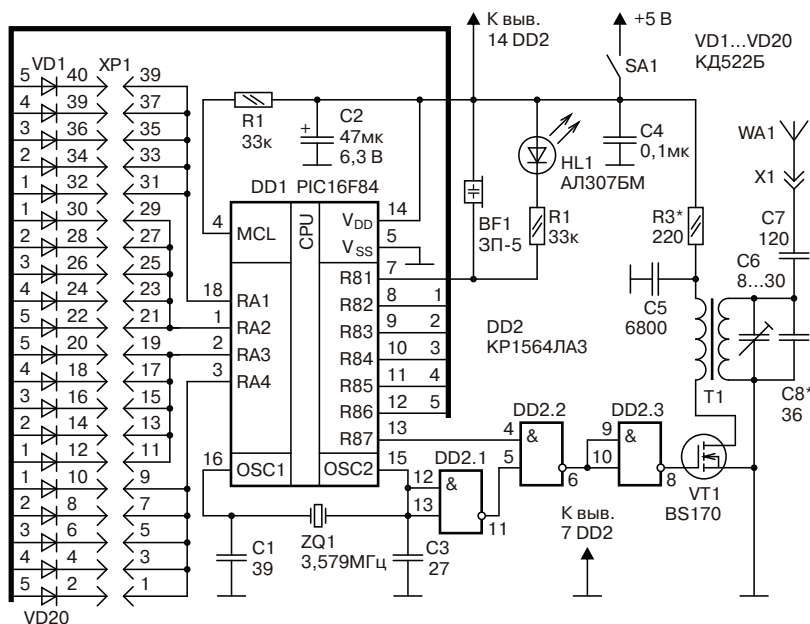 К выв.
14 DD2
+5 В
SA1
VD1...VD20
КД522Б
VD1 XP1
5 40 39
4 39 37
3 36 35
2 34 33
1 32 31
1 30 29
2 28 27
3 26 25
4 24 23
5 22 21
5 20 19
4 18 17
3 16 15
2 14 13
1 12 11
1 10 9
2 8 7
3 6 5
4 4 3
5 2 1
VD20
R1
33к
+ C2
47мк
6,3 В
DD1 PIC16F84
CPU
4 MCL
18 RA1
1 RA2
2 RA3
3 RA4
16 OSC1
VDD 14
VSS 5
R81 7
R82 8 1
R83 9 2
R84 10 3
R85 11 4
R86 12 5
R87 13
OSC2 15
HL1
АЛ307БМ
BF1
ЗП-5
R1
33к
C4
0,1мк
R3*
220
C5
6800
WA1
X1
C7
120
C6
8...30
C8*
36
T1
DD2
КР1564ЛА3
DD2.1
12 &
13
11
DD2.2
4 &
5
6
DD2.3
9 &
10
8
VT1
BS170
К выв.
7 DD2
C1
39
ZQ1
3,579МГц
C3
27